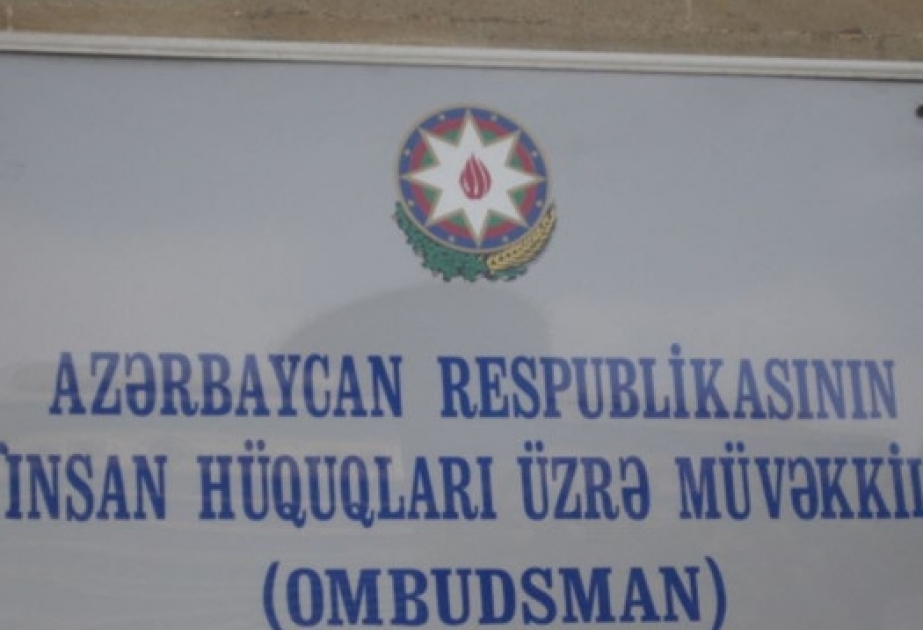 AZƏRBAYCAN RESPUBLİKASININ
İNSAN HÜQUQLARI ÜZRƏ MÜVƏKKİL
(OMBUDSMAN)